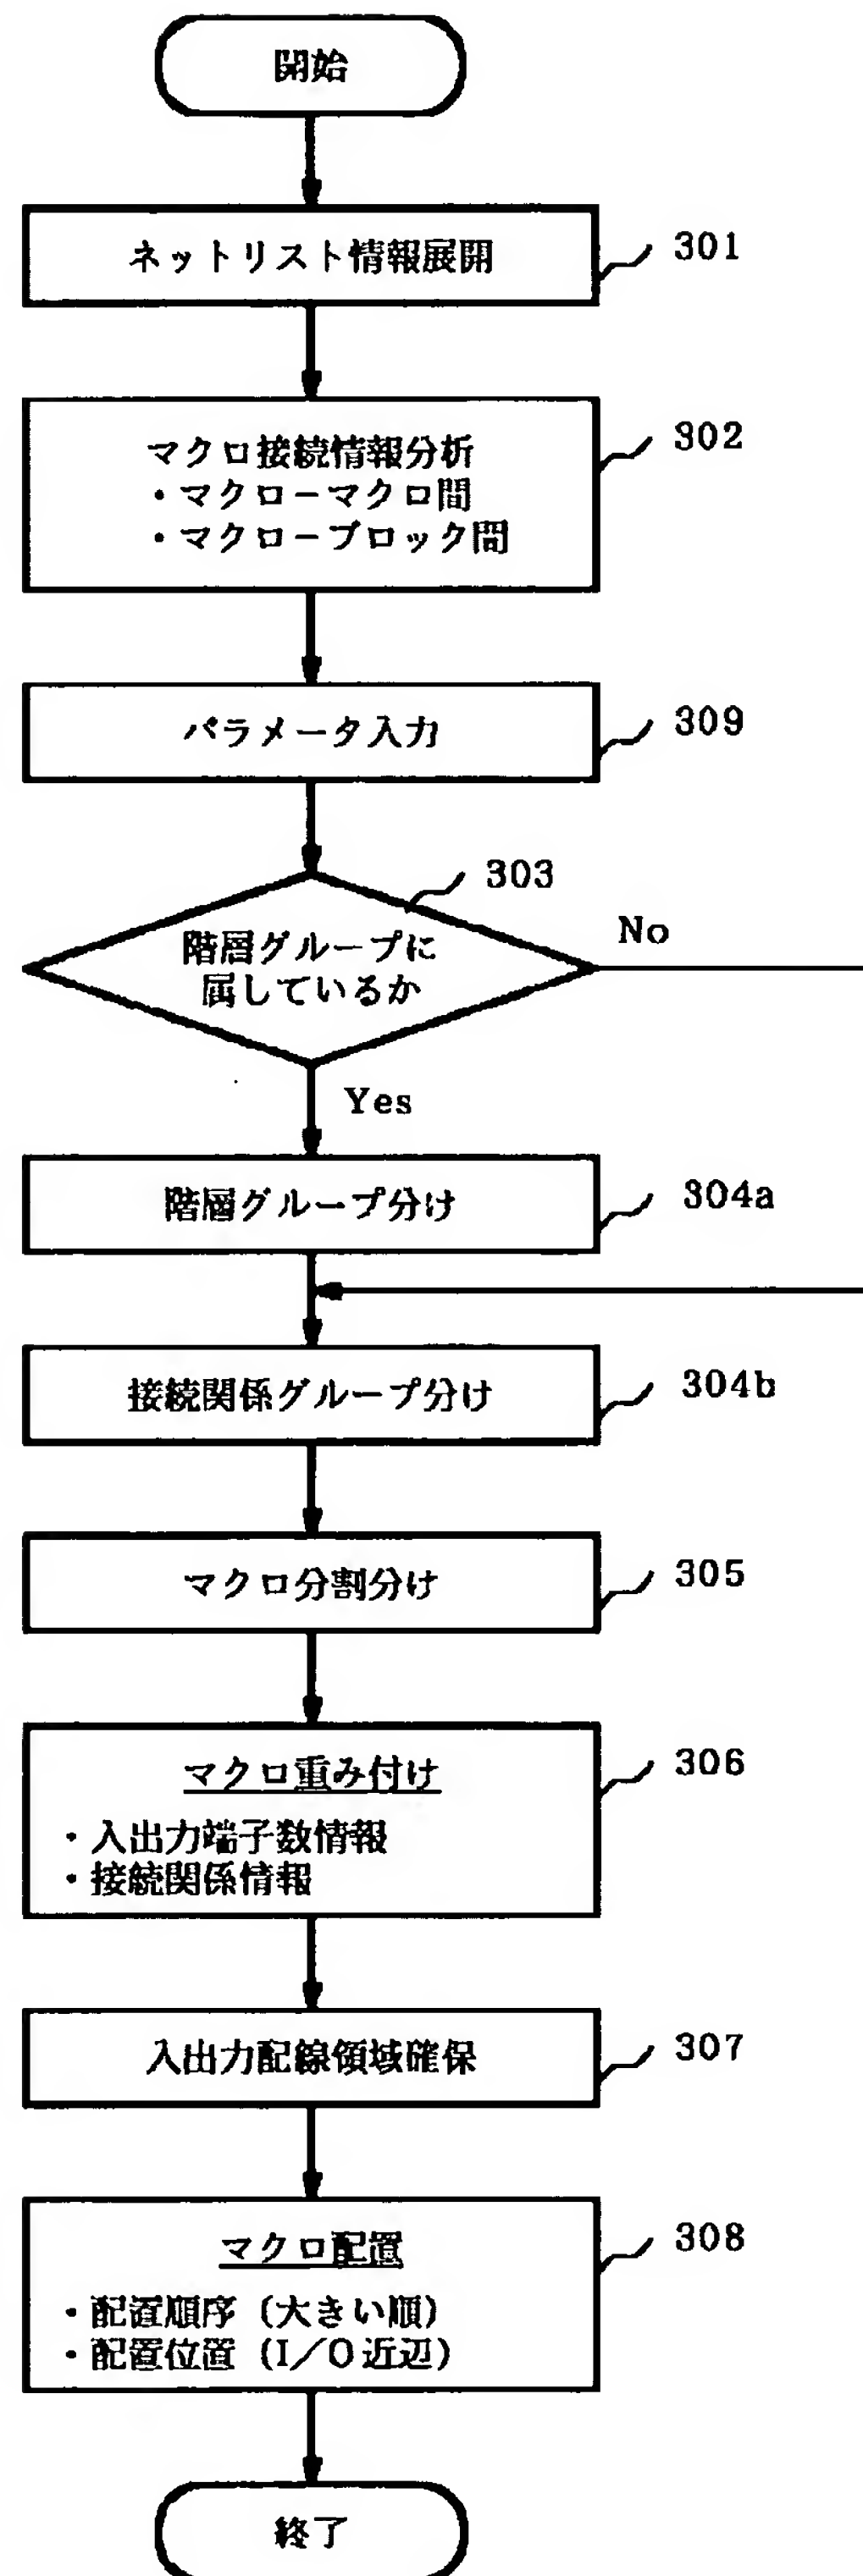 開始
ネットリスト情報展開
301
マクロ接続情報分析
・マクロ－マクロ間
・マクロ－ブロック間
302
パラメータ入力
309
303
階層グループに
属しているか
No
Yes
階層グループ分け
304a
接続関係グループ分け
304b
マクロ分割分け
305
マクロ重み付け
・入出力端子数情報
・接続関係情報
306
入出力配線領域確保
307
マクロ配置
・配置順序（大きい順）
・配置位置（I／O近辺）
308
終了